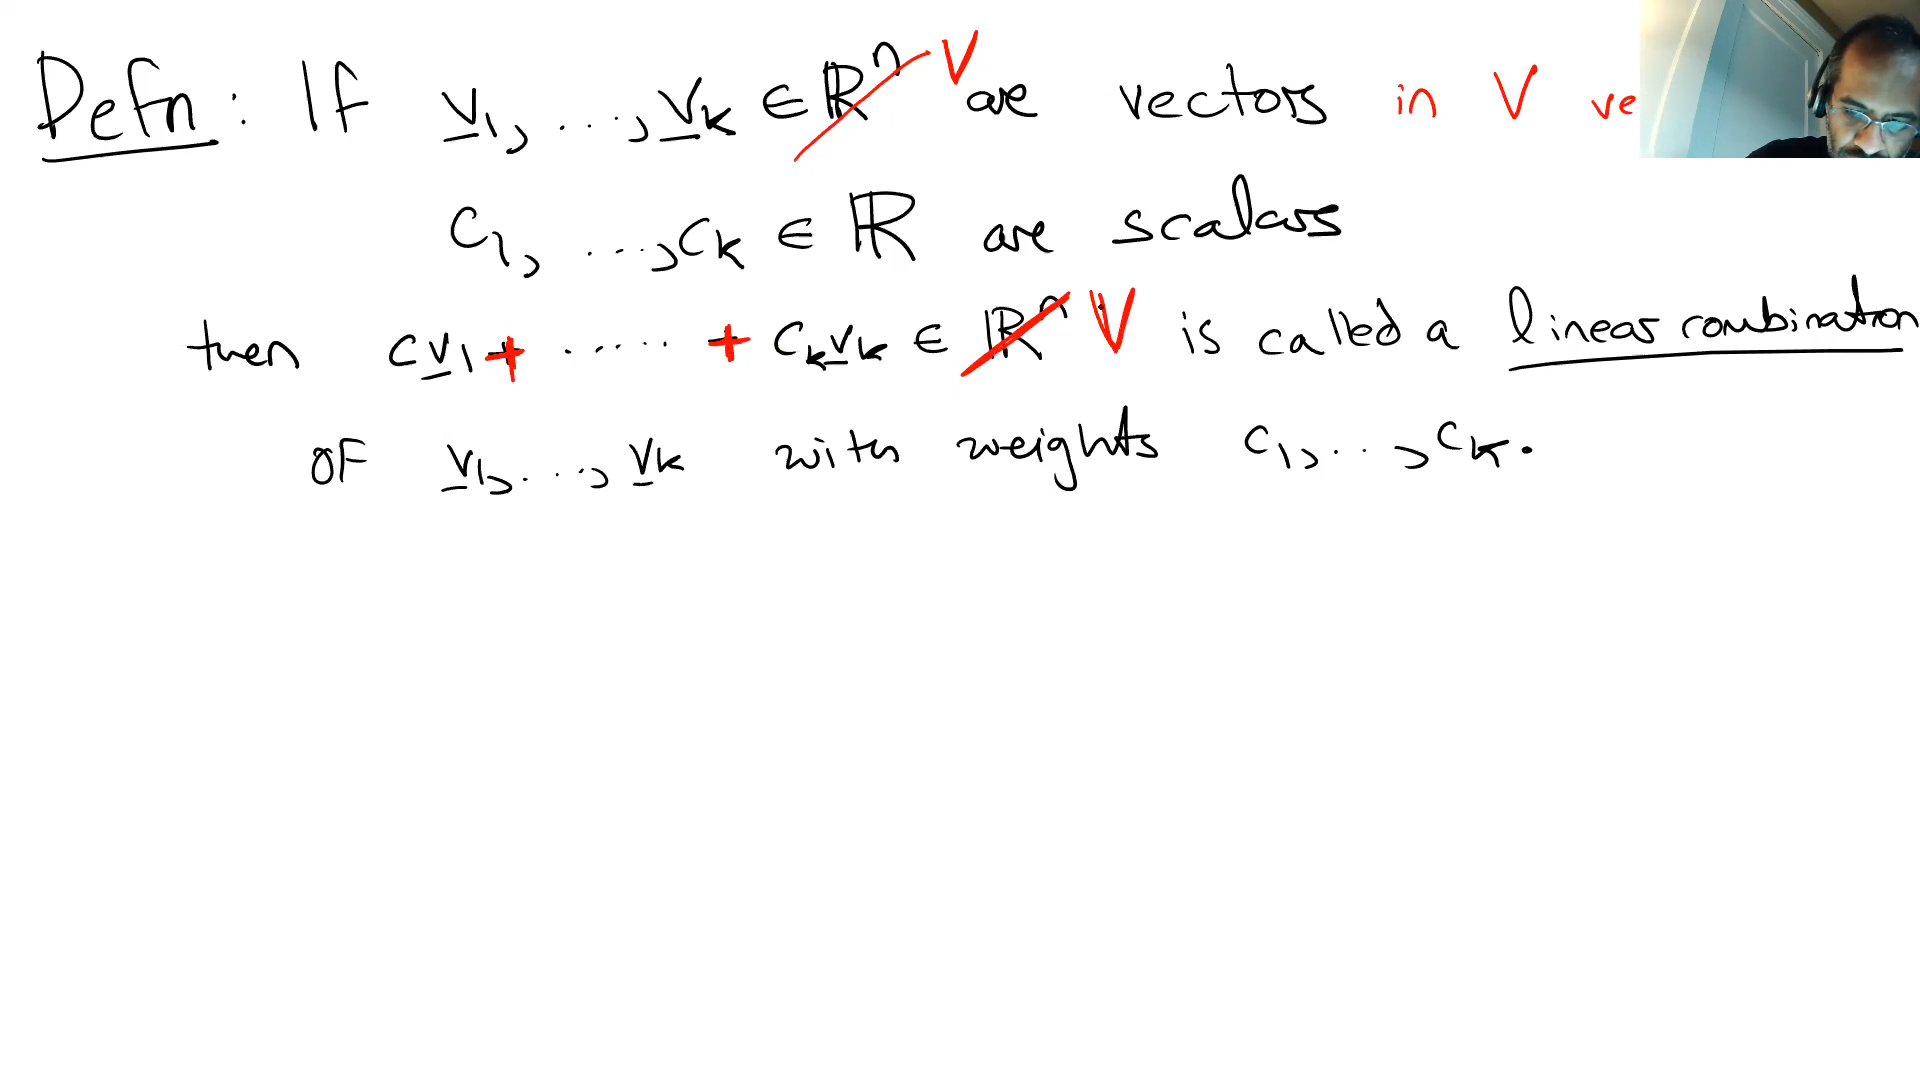 Defn: If v1, ..., vk ∈ ℝⁿ V are vectors in V
c1, ..., ck ∈ ℝ are scalars
then cv1 + ..... + ckvk ∈ ℝⁿ V is called a linear combination
of v1, ..., vk with weights c1, ..., ck.